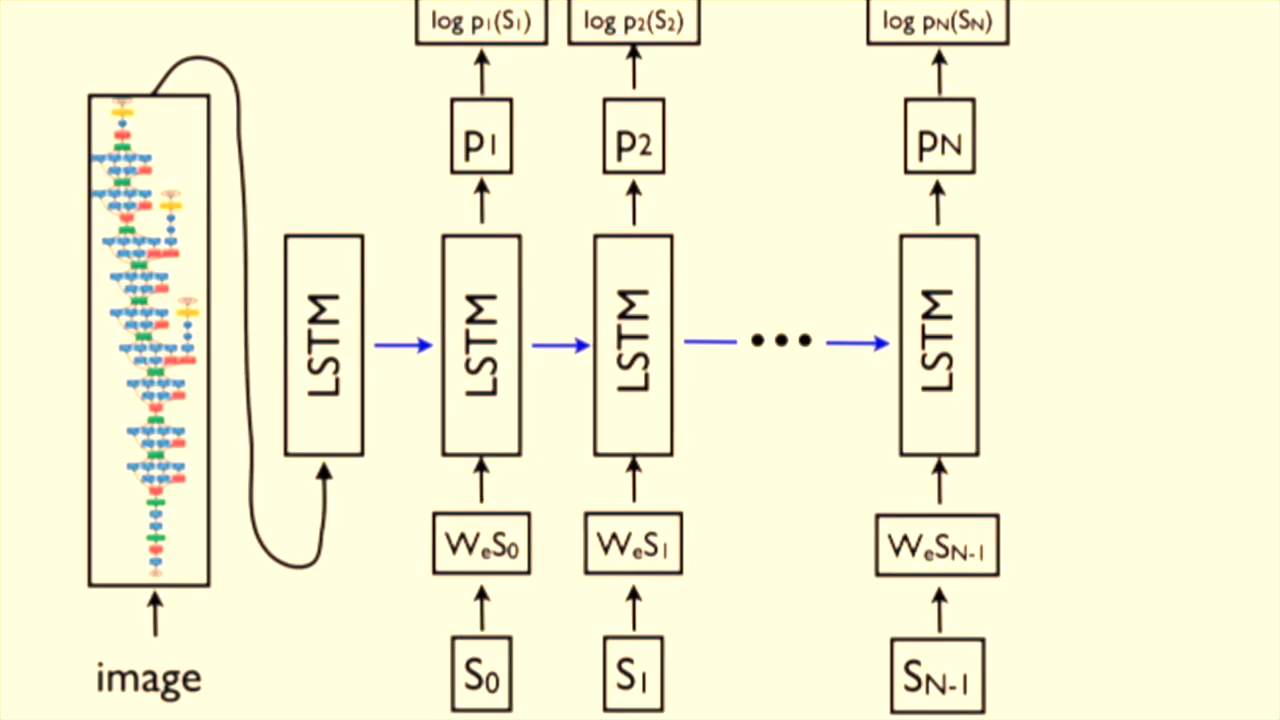 log p1(S1) log p2(S2) log pN(SN)
p1 p2 pN
LSTM LSTM LSTM LSTM
WeS0 WeS1 WeSN-1
image S0 S1 SN-1